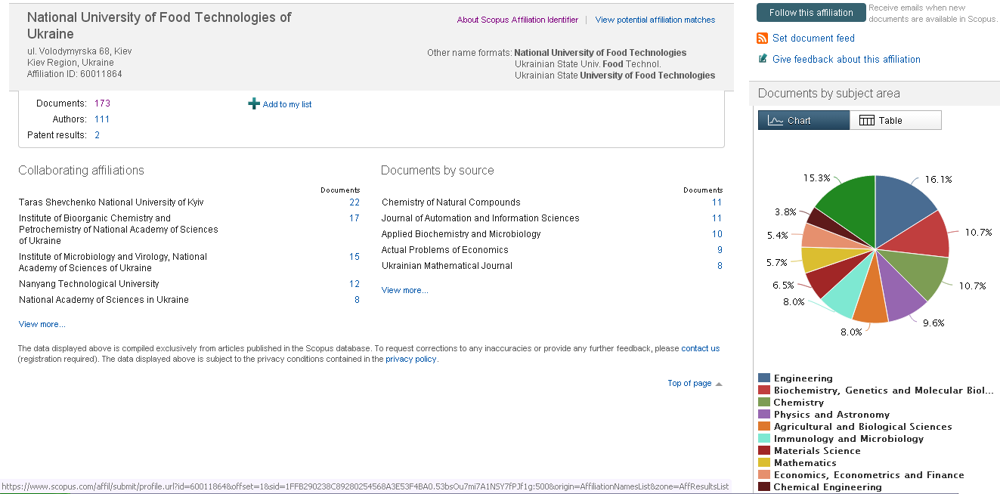 National University of Food Technologies of
Ukraine
ul. Volodymyrska 68, Kiev
Kiev Region, Ukraine
Affiliation ID: 60011864
About Scopus Affiliation Identifier | View potential affiliation matches
Other name formats: National University of Food Technologies
Ukrainian State Univ. Food Technol.
Ukrainian State University of Food Technologies
Documents: 173
Authors: 111
Patent results: 2
Add to my list
Collaborating affiliations
Documents
Taras Shevchenko National University of Kyiv 22
Institute of Bioorganic Chemistry and 17
Petrochemistry of National Academy of Sciences
of Ukraine
Institute of Microbiology and Virology, National 15
Academy of Sciences of Ukraine
Nanyang Technological University 12
National Academy of Sciences in Ukraine 8
View more...
Documents by source
Documents
Chemistry of Natural Compounds 11
Journal of Automation and Information Sciences 11
Applied Biochemistry and Microbiology 10
Actual Problems of Economics 9
Ukrainian Mathematical Journal 8
View more...
The data displayed above is compiled exclusively from articles published in the Scopus database. To request corrections to any inaccuracies or provide any further feedback, please contact us
(registration required). The data displayed above is subject to the privacy conditions contained in the privacy policy.
Top of page
Follow this affiliation
Receive emails when new
documents are available in Scopus.
Set document feed
Give feedback about this affiliation
Documents by subject area
Chart
Table
15.3%
16.1%
3.8%
10.7%
5.4%
5.7%
6.5%
10.7%
8.0%
9.6%
8.0%
Engineering
Biochemistry, Genetics and Molecular Biol...
Chemistry
Physics and Astronomy
Agricultural and Biological Sciences
Immunology and Microbiology
Materials Science
Mathematics
Economics, Econometrics and Finance
Chemical Engineering
https://www.scopus.com/affil/submit/profile.url?id=60011864&offset=1&sid=1FFB290238C89280254568A3E53F4BA0.53bsOu7mi7A1NSY7fPJf1g:500&origin=AffiliationNamesList&zone=AffResultsList